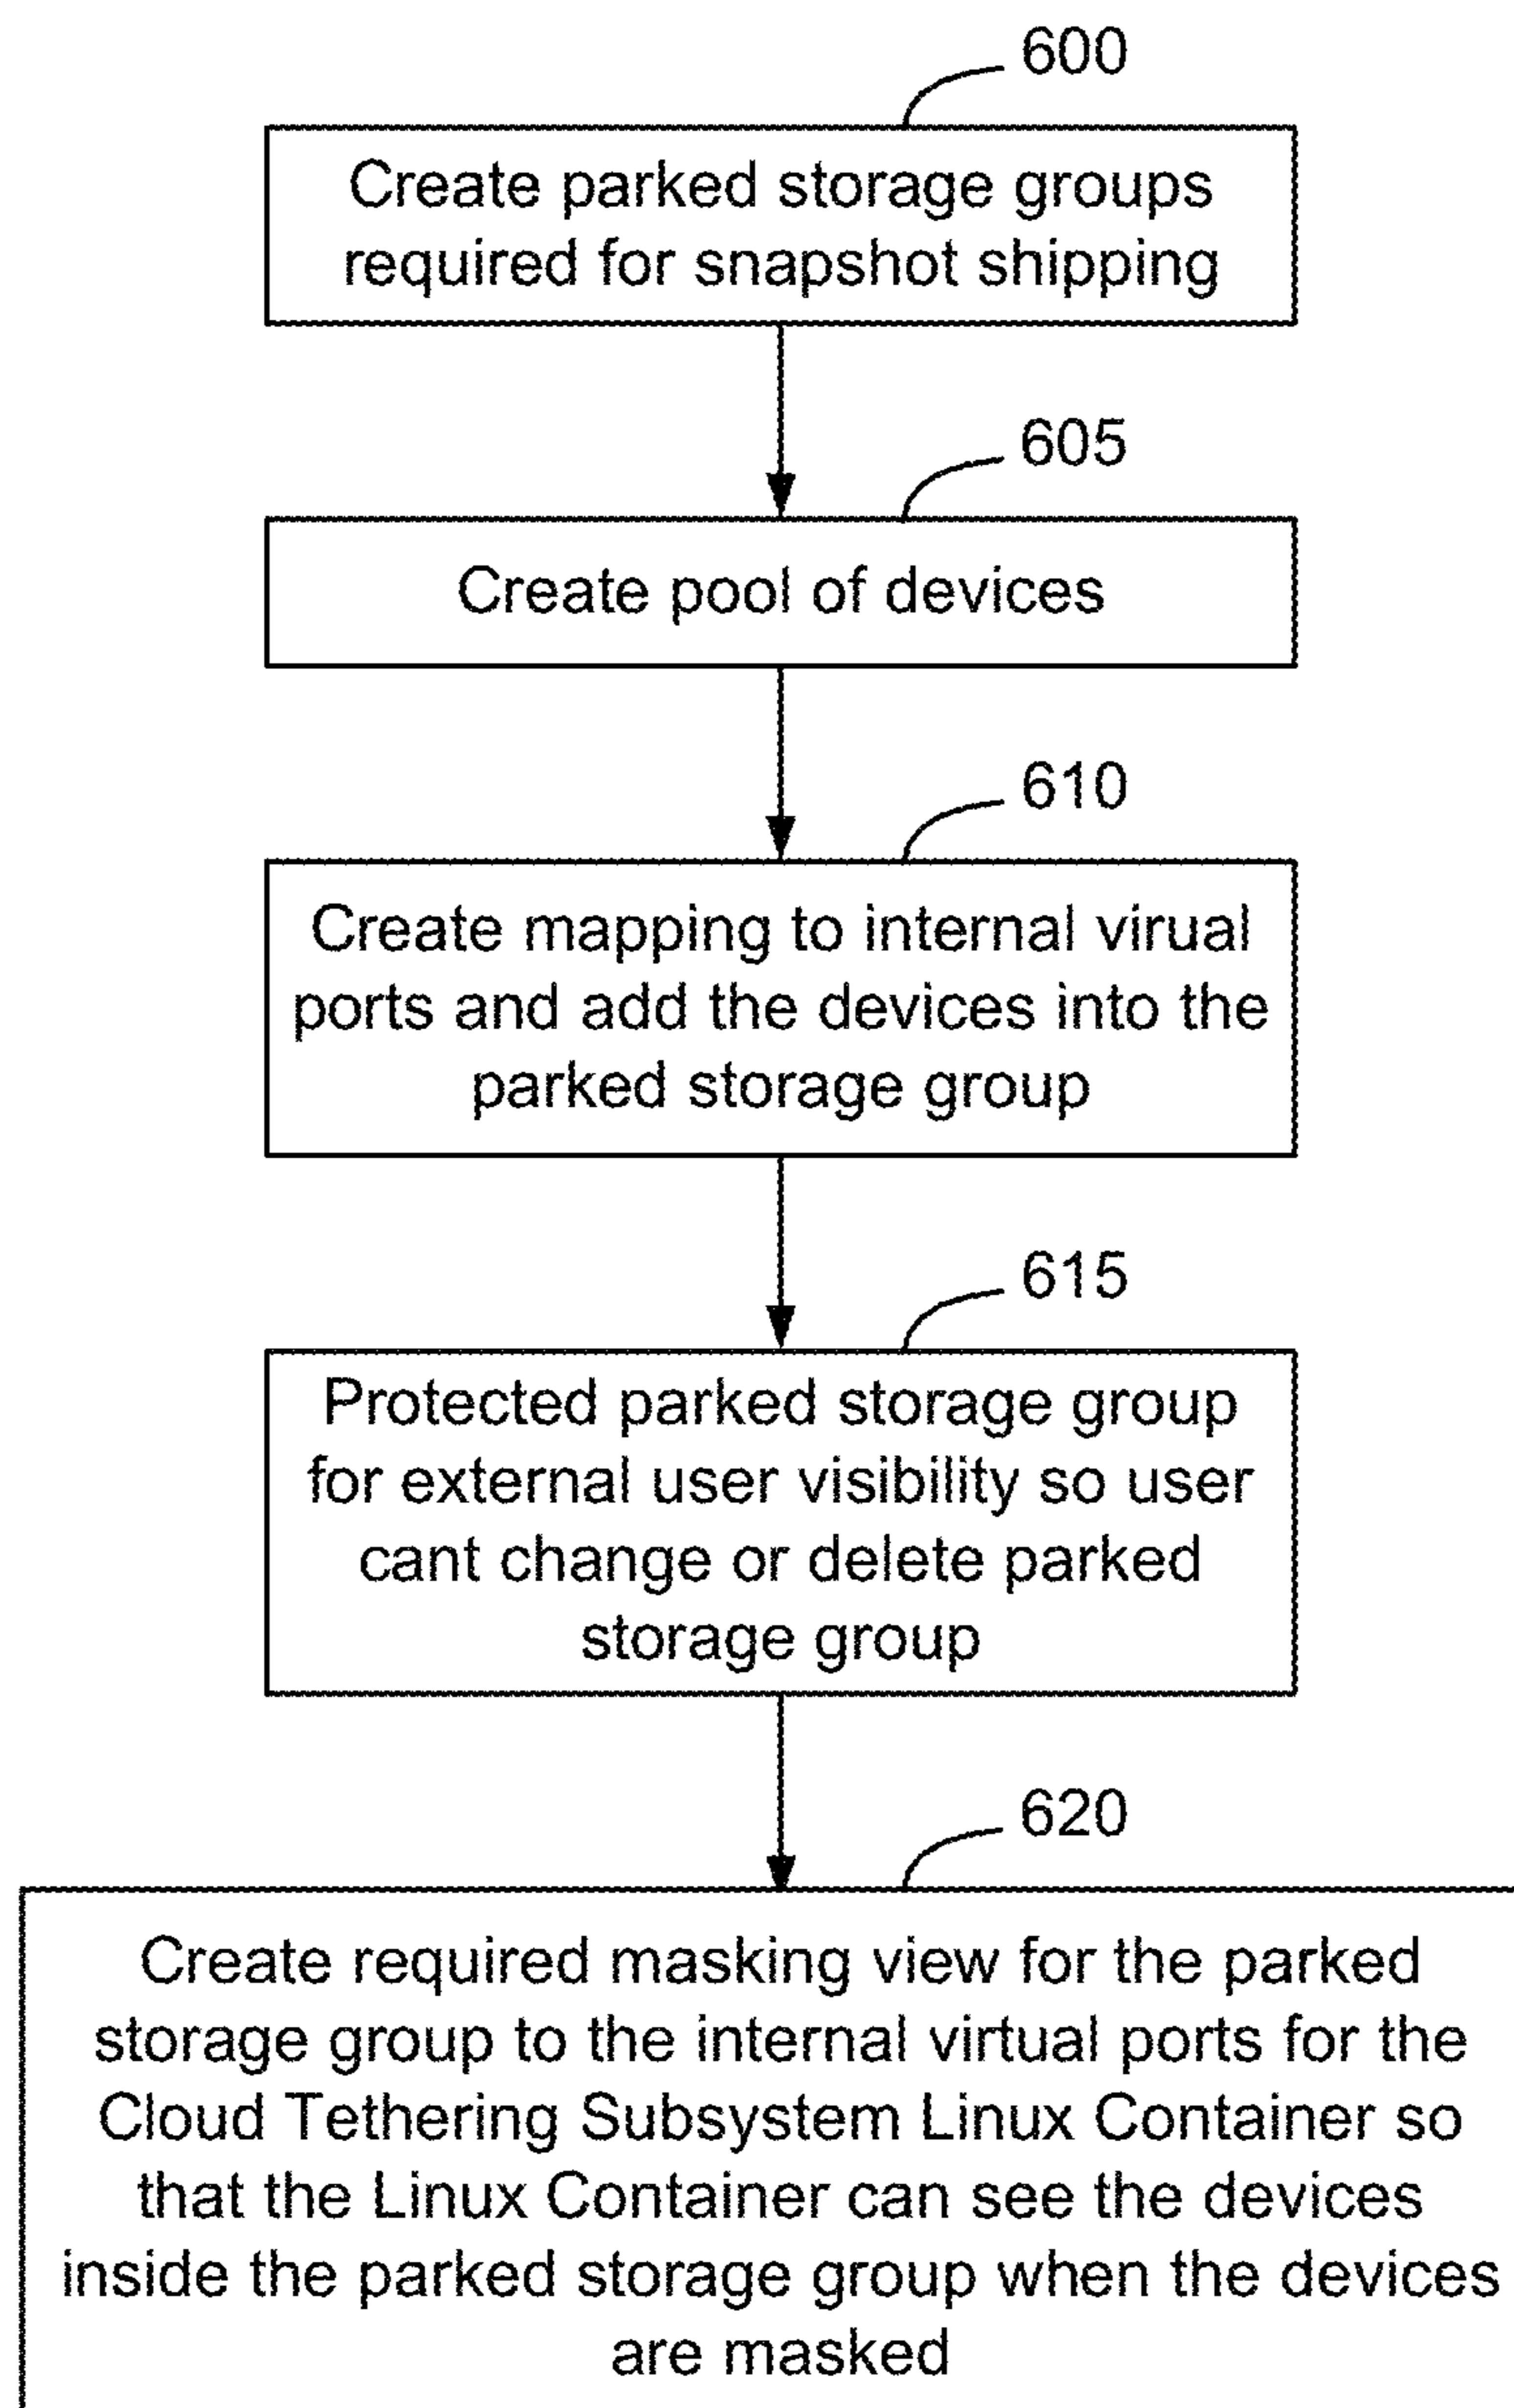 600
Create parked storage groups
required for snapshot shipping
605
Create pool of devices
610
Create mapping to internal virual
ports and add the devices into the
parked storage group
615
Protected parked storage group
for external user visibility so user
cant change or delete parked
storage group
620
Create required masking view for the parked
storage group to the internal virtual ports for the
Cloud Tethering Subsystem Linux Container so
that the Linux Container can see the devices
inside the parked storage group when the devices
are masked